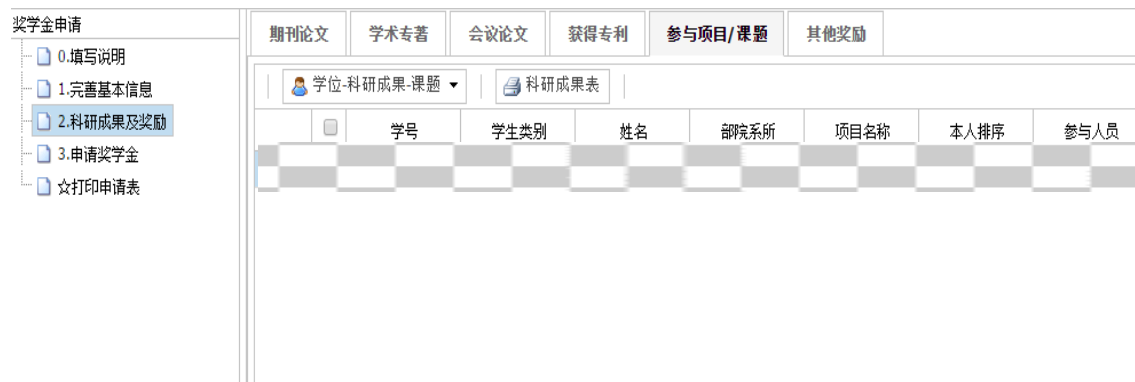 奖学金申请
0.填写说明
1.完善基本信息
2.科研成果及奖励
3.申请奖学金
☆打印申请表
期刊论文 学术专著 会议论文 获得专利 参与项目/课题 其他奖励
学位-科研成果-课题 科研成果表
学号 学生类别 姓名 部院系所 项目名称 本人排序 参与人员